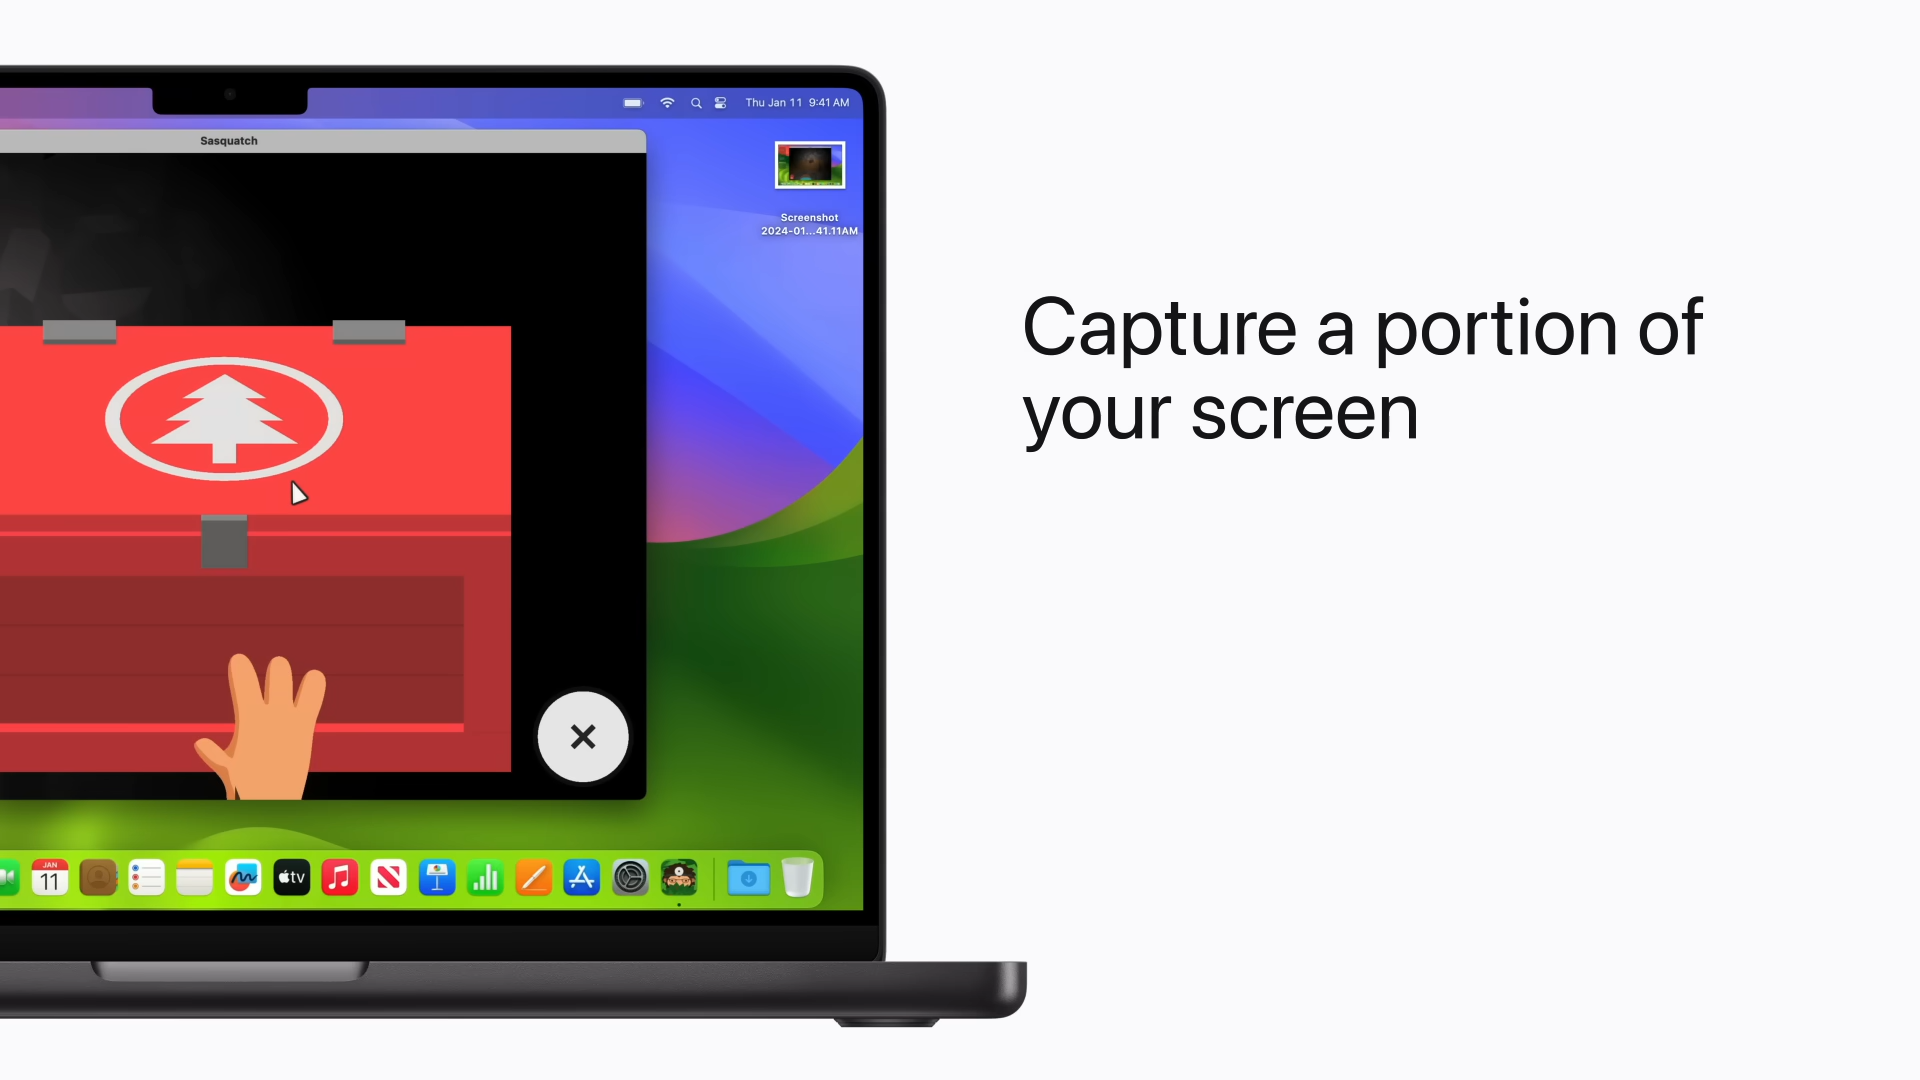 Thu Jan 11 9:41 AM
Sasquatch
Screenshot
2024-01...41.11AM
Capture a portion of
your screen
JAN
11
tv